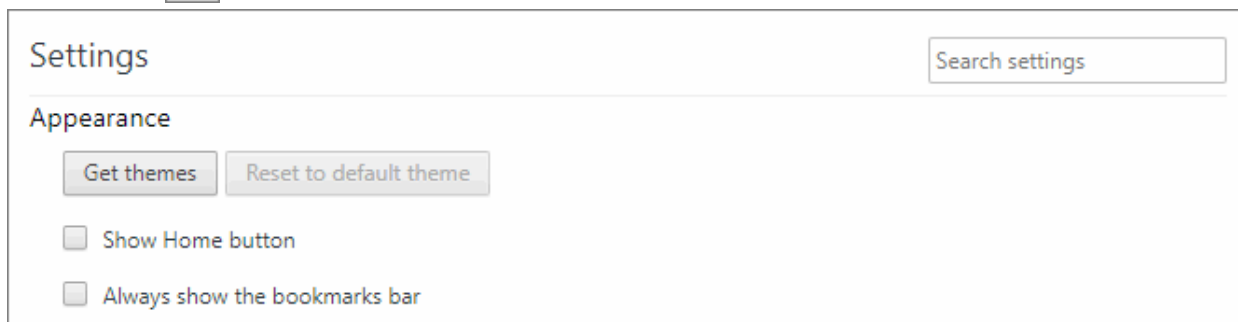 Settings
Search settings
Appearance
Get themes
Reset to default theme
Show Home button
Always show the bookmarks bar